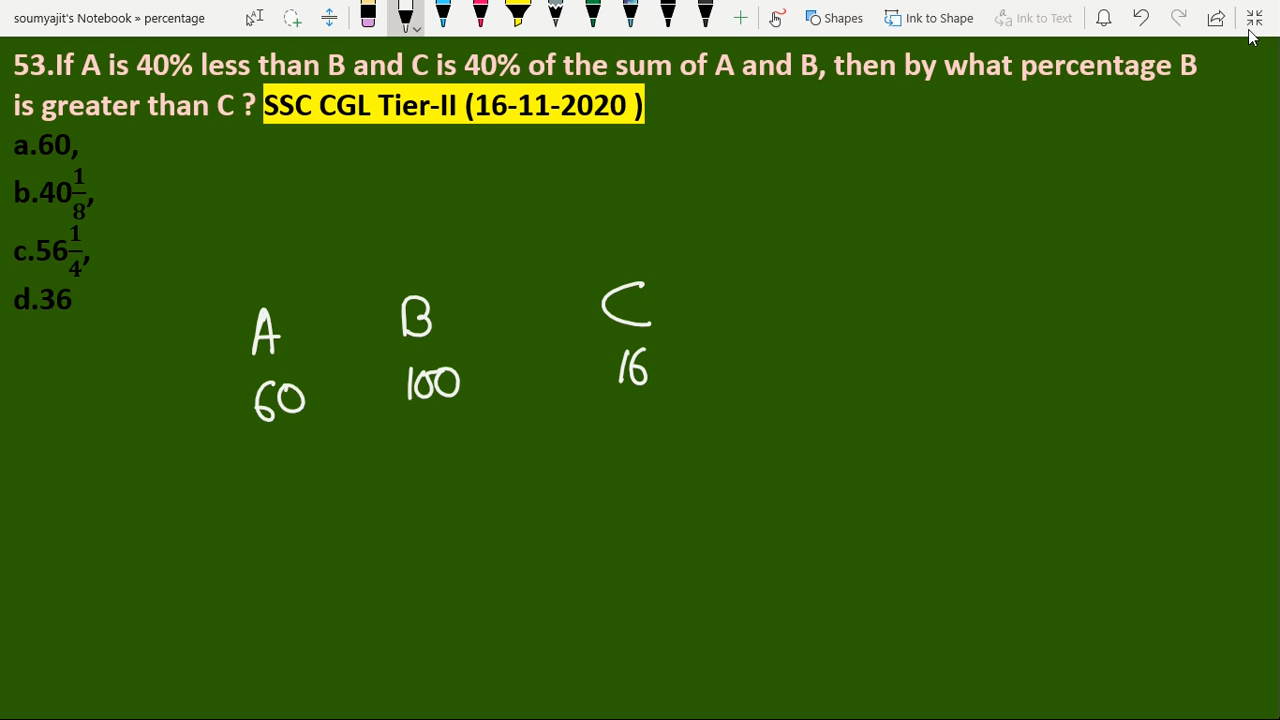 soumyajit's Notebook » percentage
Shapes
Ink to Shape
Ink to Text
53.If A is 40% less than B and C is 40% of the sum of A and B, then by what percentage B
is greater than C ? SSC CGL Tier-II (16-11-2020 )
a.60,
b.40 1/8,
c.56 1/4,
d.36
A B C
60 100 16